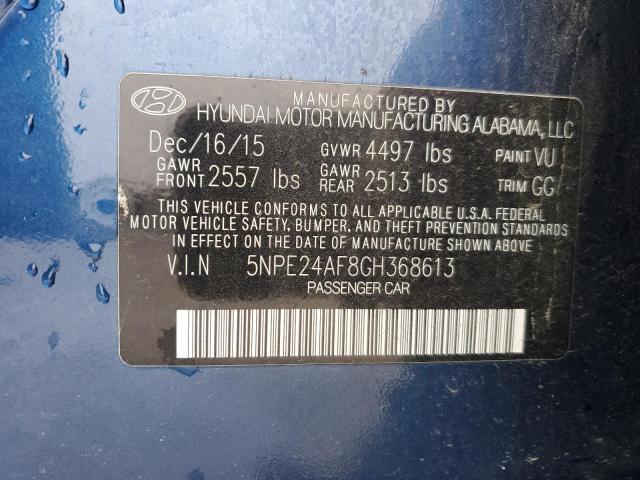 MANUFACTURED BY
HYUNDAI MOTOR MANUFACTURING ALABAMA, LLC
Dec/16/15 GVWR 4497 lbs PAINT VU
GAWR FRONT 2557 lbs GAWR REAR 2513 lbs TRIM GG
THIS VEHICLE CONFORMS TO ALL APPLICABLE U.S.A. FEDERAL
MOTOR VEHICLE SAFETY, BUMPER, AND THEFT PREVENTION STANDARDS
IN EFFECT ON THE DATE OF MANUFACTURE SHOWN ABOVE.
V.I.N 5NPE24AF8GH368613
PASSENGER CAR